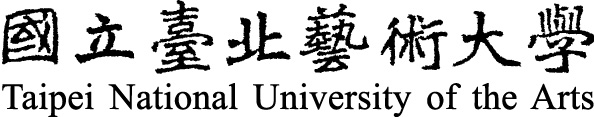 國立臺北藝術大學
Taipei National University of the Arts